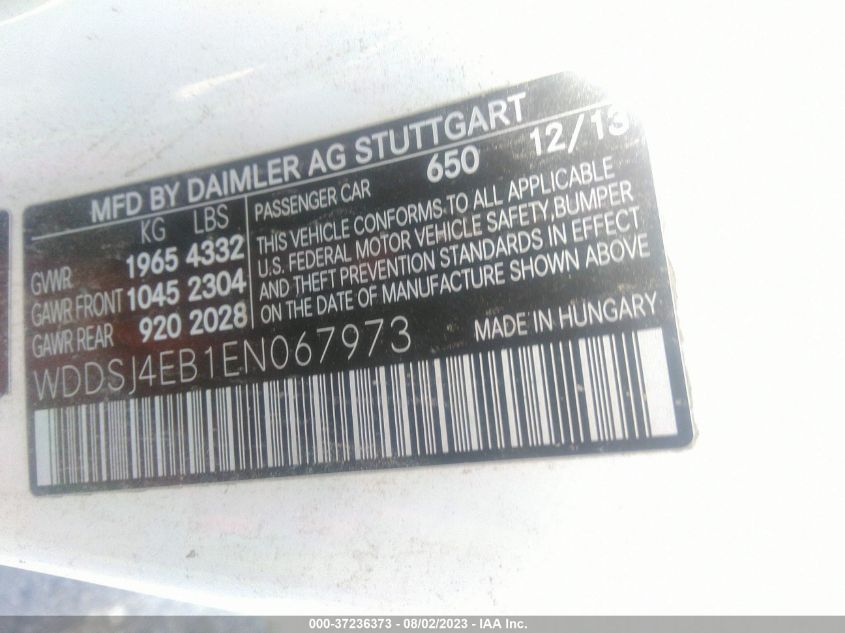 MFD BY DAIMLER AG STUTTGART
KG LBS
GVWR 1965 4332
GAWR FRONT 1045 2304
GAWR REAR 920 2028
PASSENGER CAR 650 12/13
THIS VEHICLE CONFORMS TO ALL APPLICABLE
U.S. FEDERAL MOTOR VEHICLE SAFETY, BUMPER
AND THEFT PREVENTION STANDARDS IN EFFECT
ON THE DATE OF MANUFACTURE SHOWN ABOVE
WDDSJ4EB1EN067973 MADE IN HUNGARY
000-37236373 - 08/02/2023 - IAA Inc.